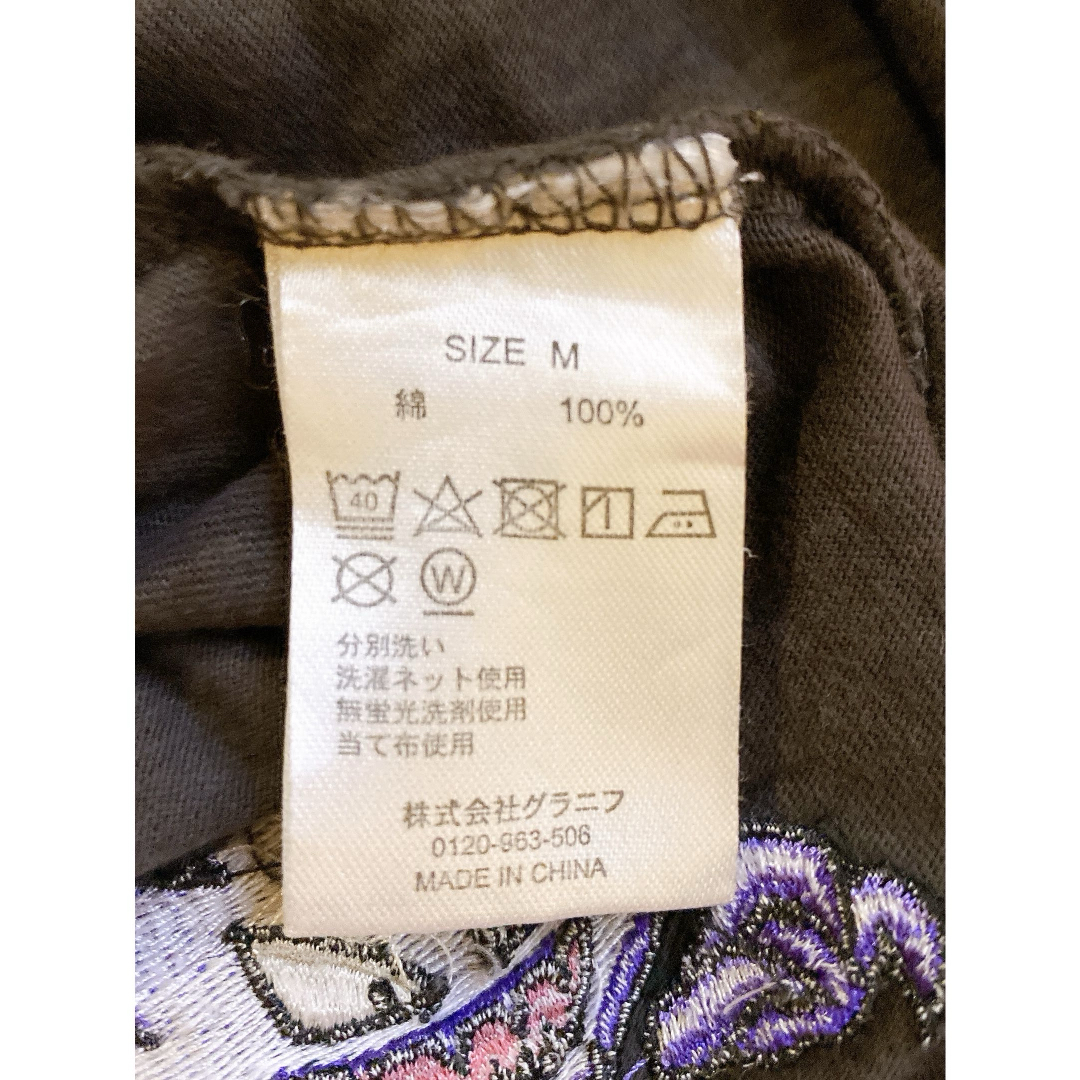 SIZE M
綿 100%
40
W
分別洗い
洗濯ネット使用
無蛍光洗剤使用
当て布使用
株式会社グラニフ
0120-963-506
MADE IN CHINA